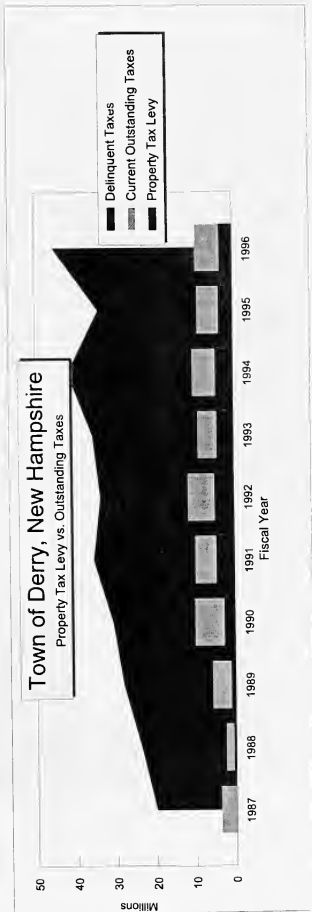 Town of Derry, New Hampshire
Property Tax Levy vs. Outstanding Taxes
Delinquent Taxes
Current Outstanding Taxes
Property Tax Levy
Millions
50
40
30
20
10
0
1987 1988 1989 1990 1991 1992 1993 1994 1995 1996
Fiscal Year